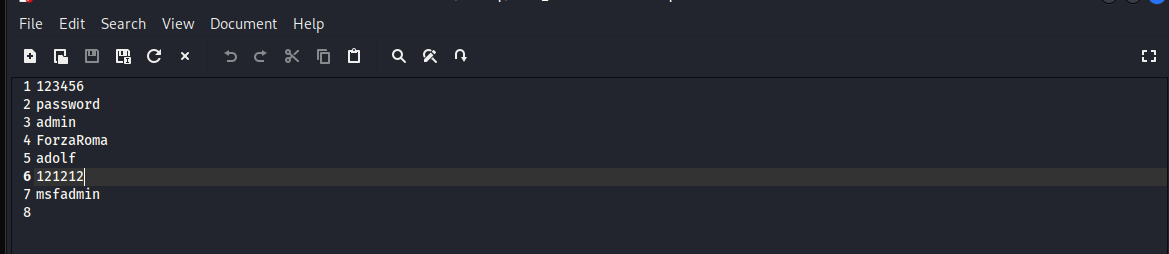 File Edit Search View Document Help
1 123456
2 password
3 admin
4 ForzaRoma
5 adolf
6 121212
7 msfadmin
8